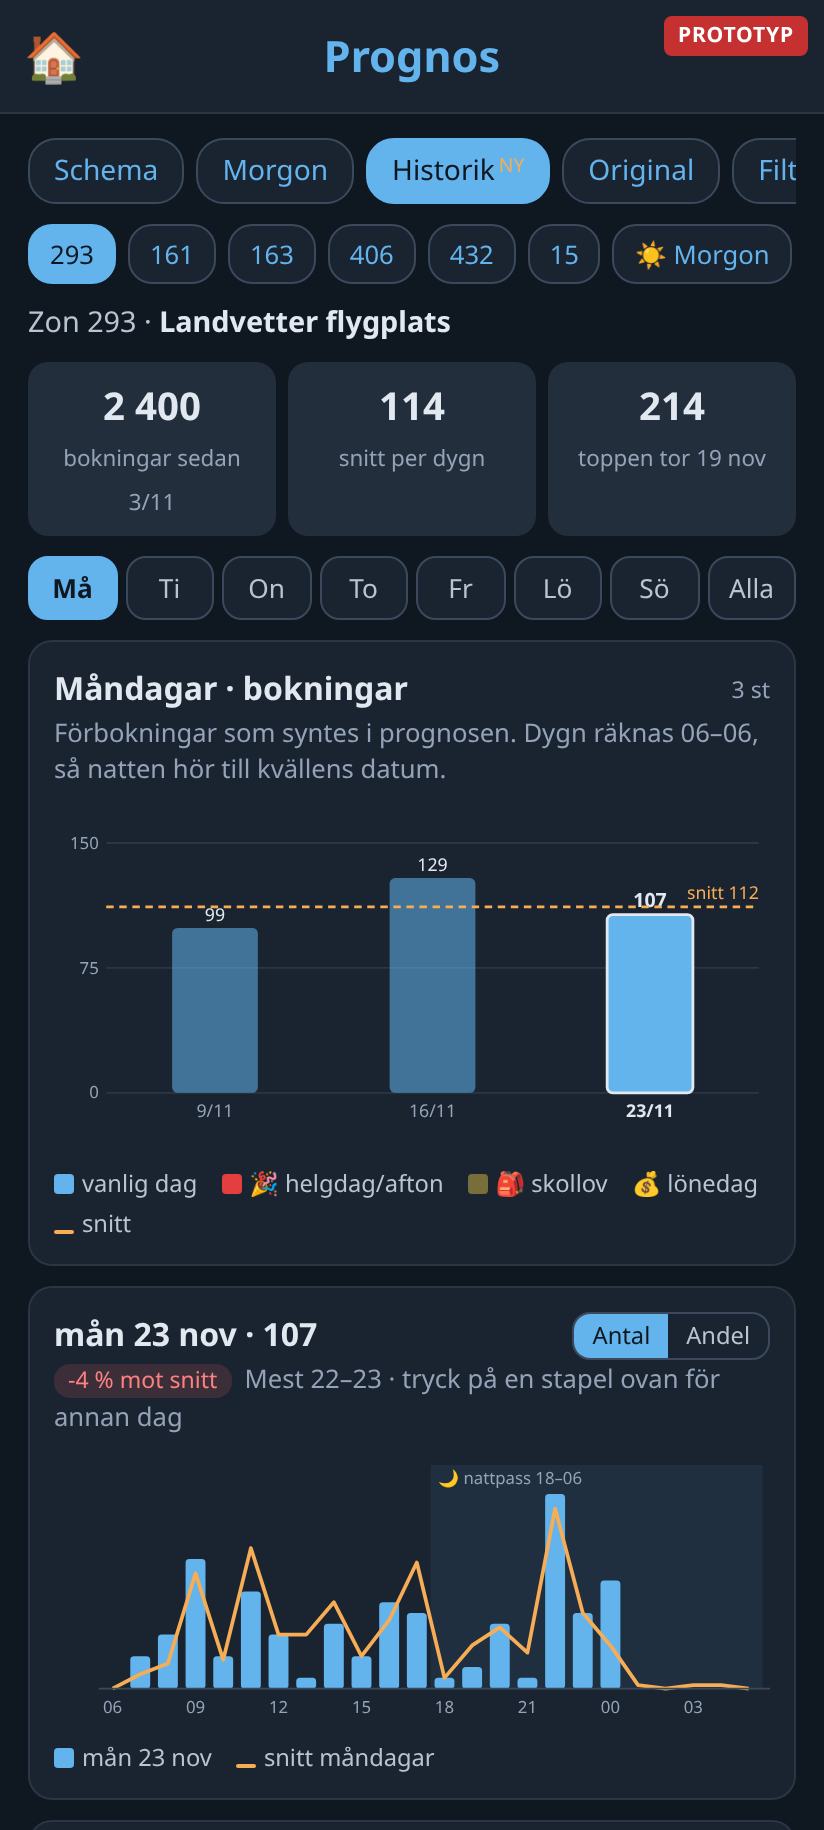 Prognos
PROTOTYP
Schema Morgon Historik NY Original Filt
293 161 163 406 432 15 Morgon
Zon 293 · Landvetter flygplats
2 400 114 214
bokningar sedan snitt per dygn toppen tor 19 nov
3/11
Må Ti On To Fr Lö Sö Alla
Måndagar · bokningar 3 st
Förbokningar som syntes i prognosen. Dygn räknas 06–06,
så natten hör till kvällens datum.
150
129
107 snitt 112
99
75
0
9/11 16/11 23/11
vanlig dag helgdag/afton skollov lönedag
snitt
mån 23 nov · 107 Antal Andel
-4 % mot snitt Mest 22–23 · tryck på en stapel ovan för
annan dag
nattpass 18–06
06 09 12 15 18 21 00 03
mån 23 nov snitt måndagar